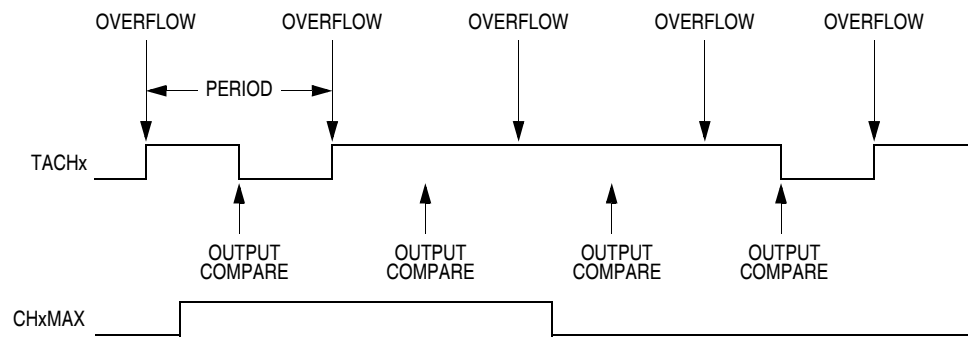 OVERFLOW OVERFLOW OVERFLOW OVERFLOW OVERFLOW
PERIOD
TACHx
OUTPUT OUTPUT OUTPUT OUTPUT
COMPARE COMPARE COMPARE COMPARE
CHxMAX